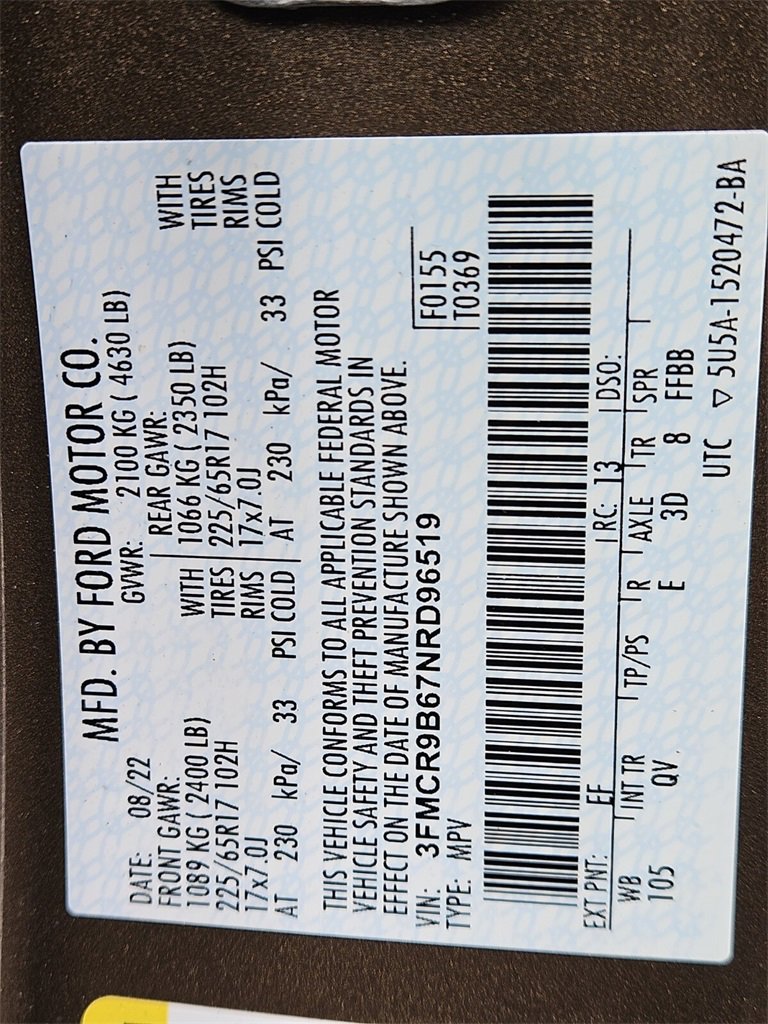 MFD. BY FORD MOTOR CO.
DATE: 08/22 GVWR: 2100 KG ( 4630 LB)
FRONT GAWR: REAR GAWR:
1089 KG ( 2400 LB) WITH 1066 KG ( 2350 LB) WITH
225/65R17 102H TIRES 225/65R17 102H TIRES
17x7.0J RIMS 17x7.0J RIMS
AT 230 kPa/ 33 PSI COLD AT 230 kPa/ 33 PSI COLD
THIS VEHICLE CONFORMS TO ALL APPLICABLE FEDERAL MOTOR
VEHICLE SAFETY AND THEFT PREVENTION STANDARDS IN
EFFECT ON THE DATE OF MANUFACTURE SHOWN ABOVE.
VIN: 3FMCR9B67NRD96519 F0155
TYPE: MPV T0369
EXT PNT: EF RC: 13 DSO:
WB INT TR TP/PS R AXLE TR SPR
105 QV E 3D 8 FFBB
UTC ▽ 5U5A-1520472-BA